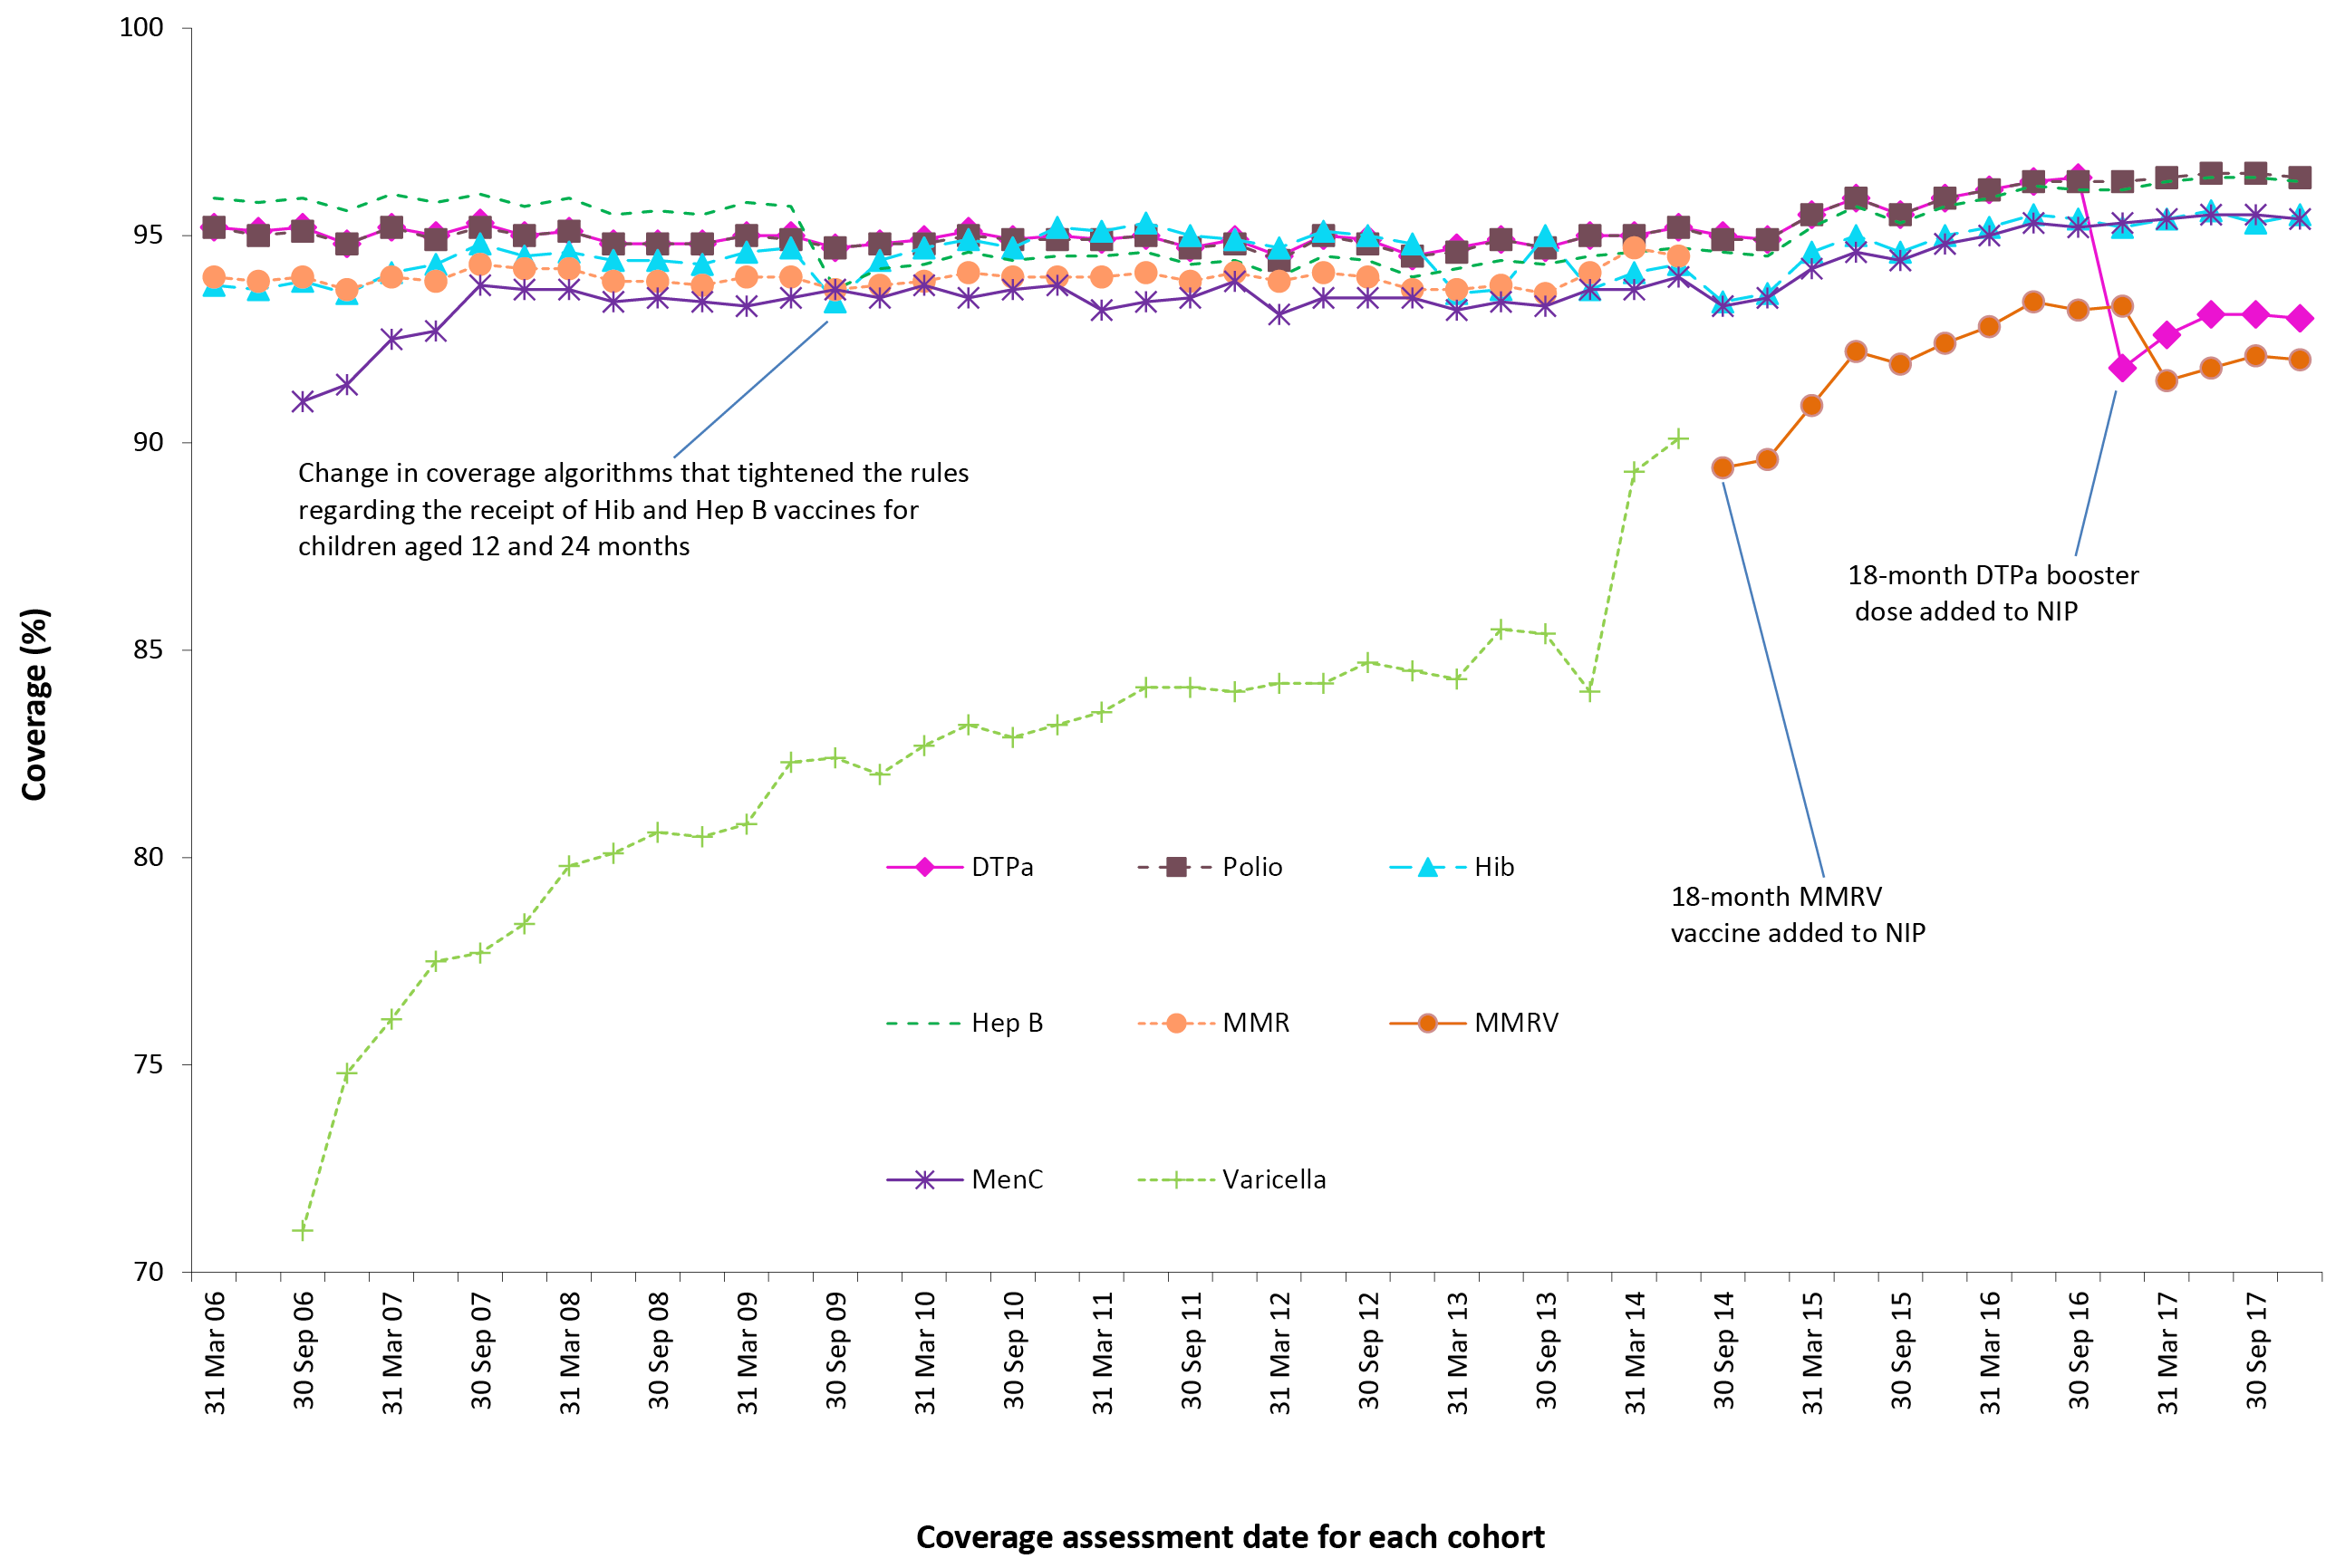 100
95
90
85
80
75
70
Coverage (%)
Change in coverage algorithms that tightened the rules
regarding the receipt of Hib and Hep B vaccines for
children aged 12 and 24 months
18-month DTPa booster
dose added to NIP
18-month MMRV
vaccine added to NIP
DTPa
Polio
Hib
Hep B
MMR
MMRV
MenC
Varicella
31 Mar 06
30 Sep 06
31 Mar 07
30 Sep 07
31 Mar 08
30 Sep 08
31 Mar 09
30 Sep 09
31 Mar 10
30 Sep 10
31 Mar 11
30 Sep 11
31 Mar 12
30 Sep 12
31 Mar 13
30 Sep 13
31 Mar 14
30 Sep 14
31 Mar 15
30 Sep 15
31 Mar 16
30 Sep 16
31 Mar 17
30 Sep 17
Coverage assessment date for each cohort